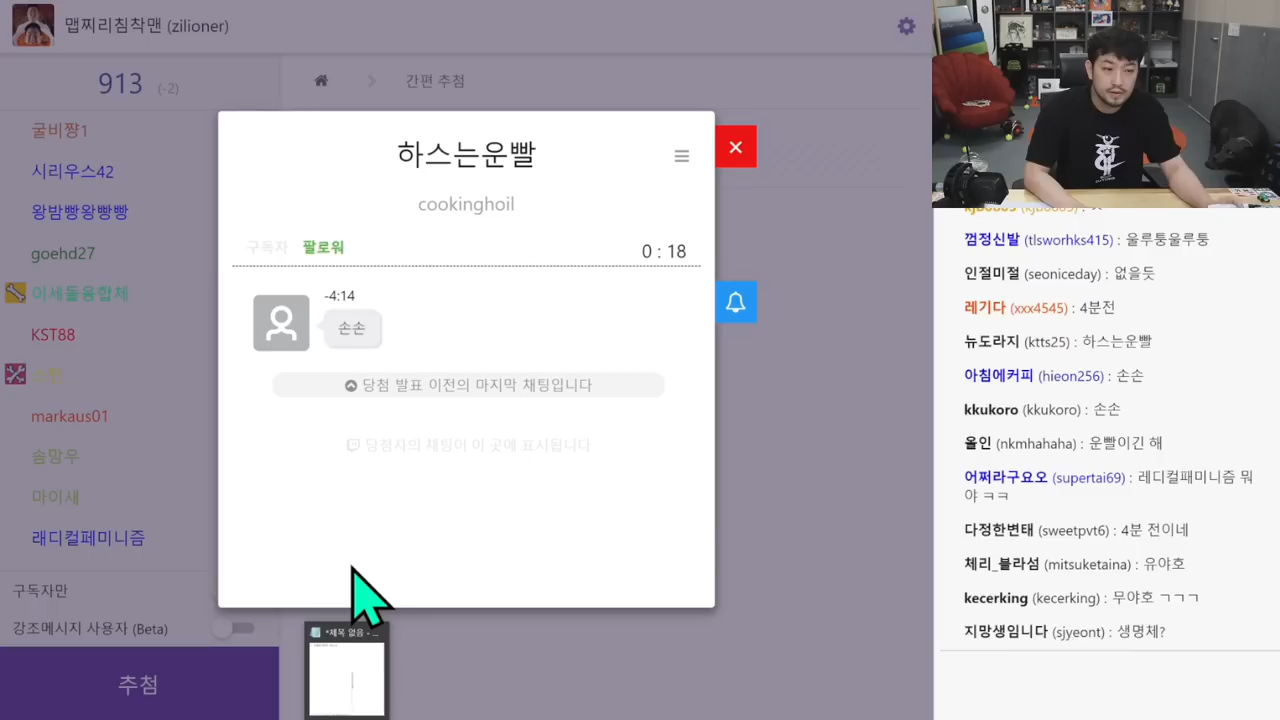 맵찌리침착맨 (zilioner)
913 (-2)
간편 추첨
굴비쨩1
시리우스42
왕밤빵왕빵빵
goehd27
이세돌융합체
KST88
markaus01
솜망우
마이새
래디컬페미니즘
구독자만
강조메시지 사용자 (Beta)
추첨
하스는운빨
cookinghoil
구독자 팔로워
0 : 18
-4:14
손손
당첨 발표 이전의 마지막 채팅입니다
당첨자의 채팅이 이 곳에 표시됩니다
*제목 없음 - ...
껌정신발 (tlsworhks415) : 울루퉁울루퉁
인절미절 (seoniceday) : 없을듯
레기다 (xxx4545) : 4분전
뉴도라지 (ktts25) : 하스는운빨
아침에커피 (hieon256) : 손손
kkukoro (kkukoro) : 손손
올인 (nkmhahaha) : 운빨이긴 해
어쩌라구요오 (supertai69) : 레디컬패미니즘 뭐
야 ㅋㅋ
다정한변태 (sweetpvt6) : 4분 전이네
체리_블라섬 (mitsuketaina) : 유야호
kecerking (kecerking) : 무야호 ㄱㄱㄱ
지망생입니다 (sjyeont) : 생명체?